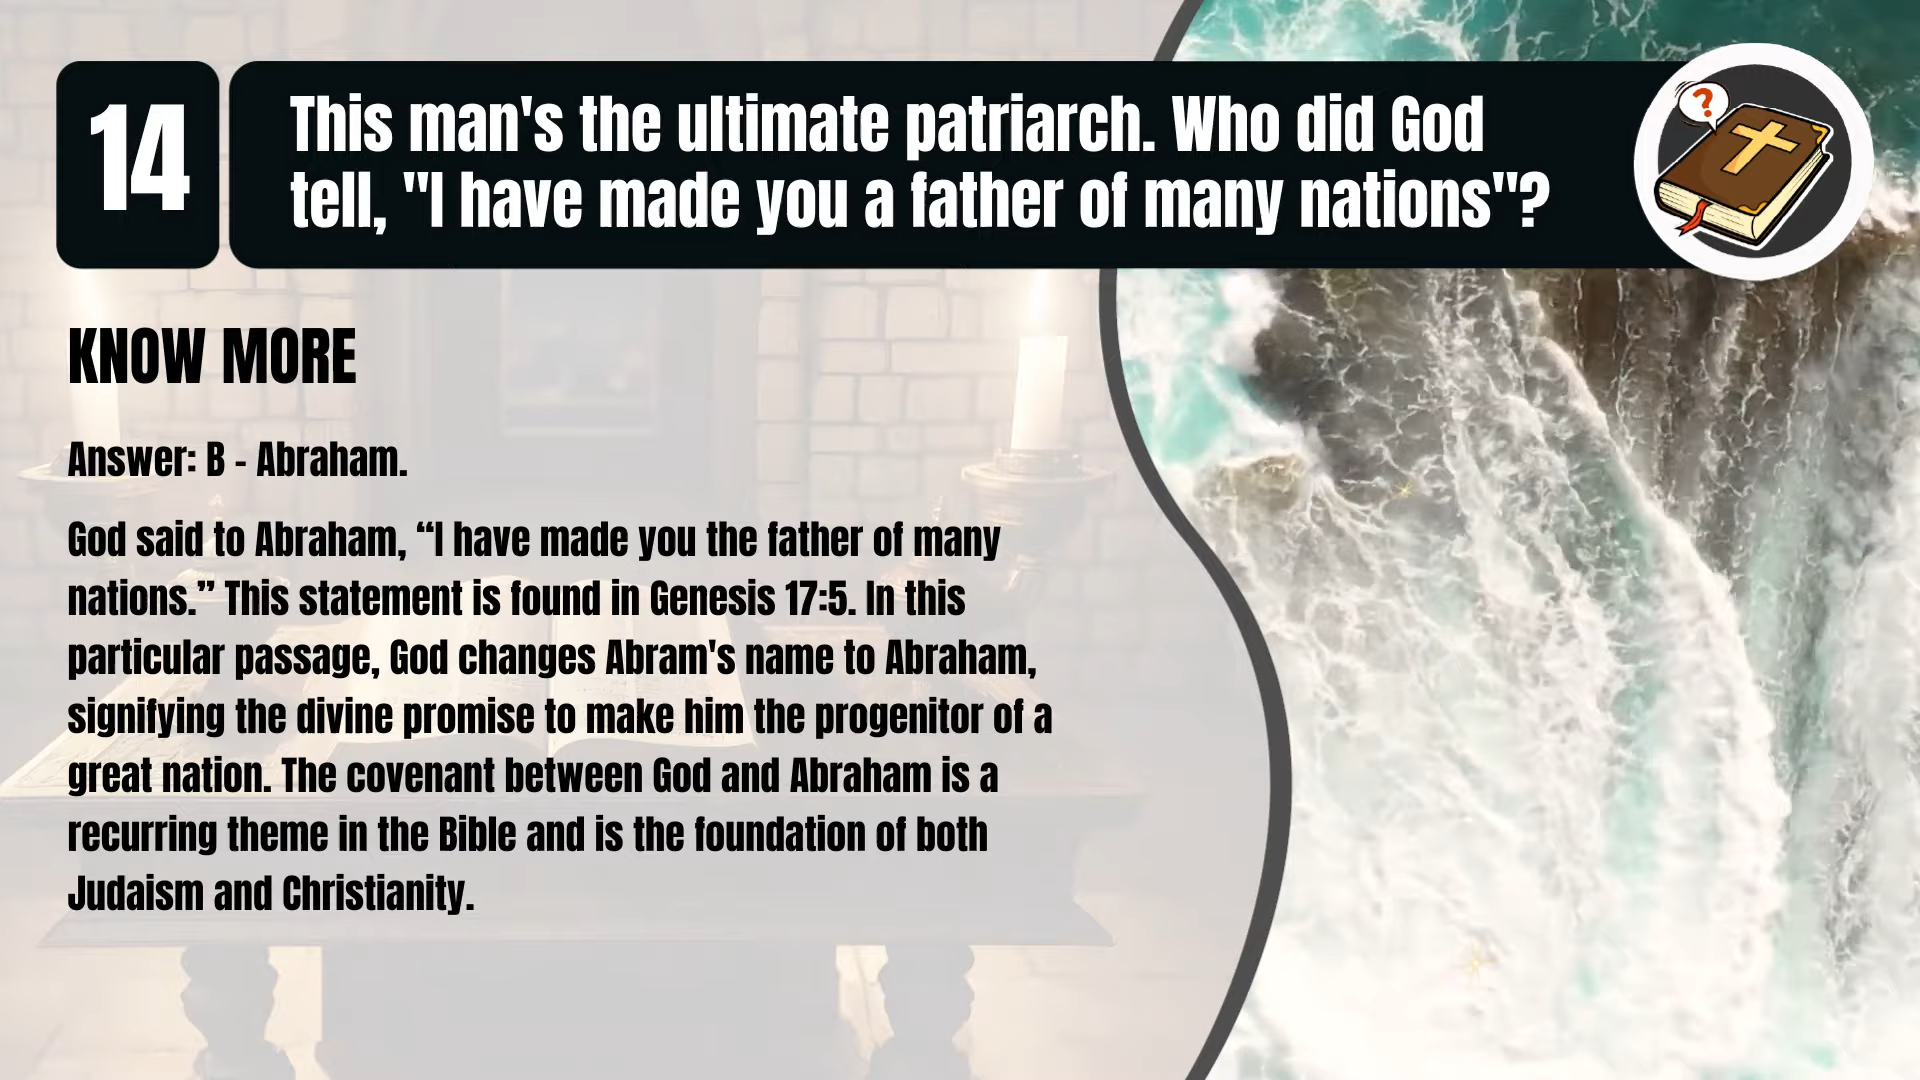 14
This man's the ultimate patriarch. Who did God
tell, "I have made you a father of many nations"?
?
KNOW MORE
Answer: B - Abraham.
God said to Abraham, “I have made you the father of many
nations.” This statement is found in Genesis 17:5. In this
particular passage, God changes Abram's name to Abraham,
signifying the divine promise to make him the progenitor of a
great nation. The covenant between God and Abraham is a
recurring theme in the Bible and is the foundation of both
Judaism and Christianity.